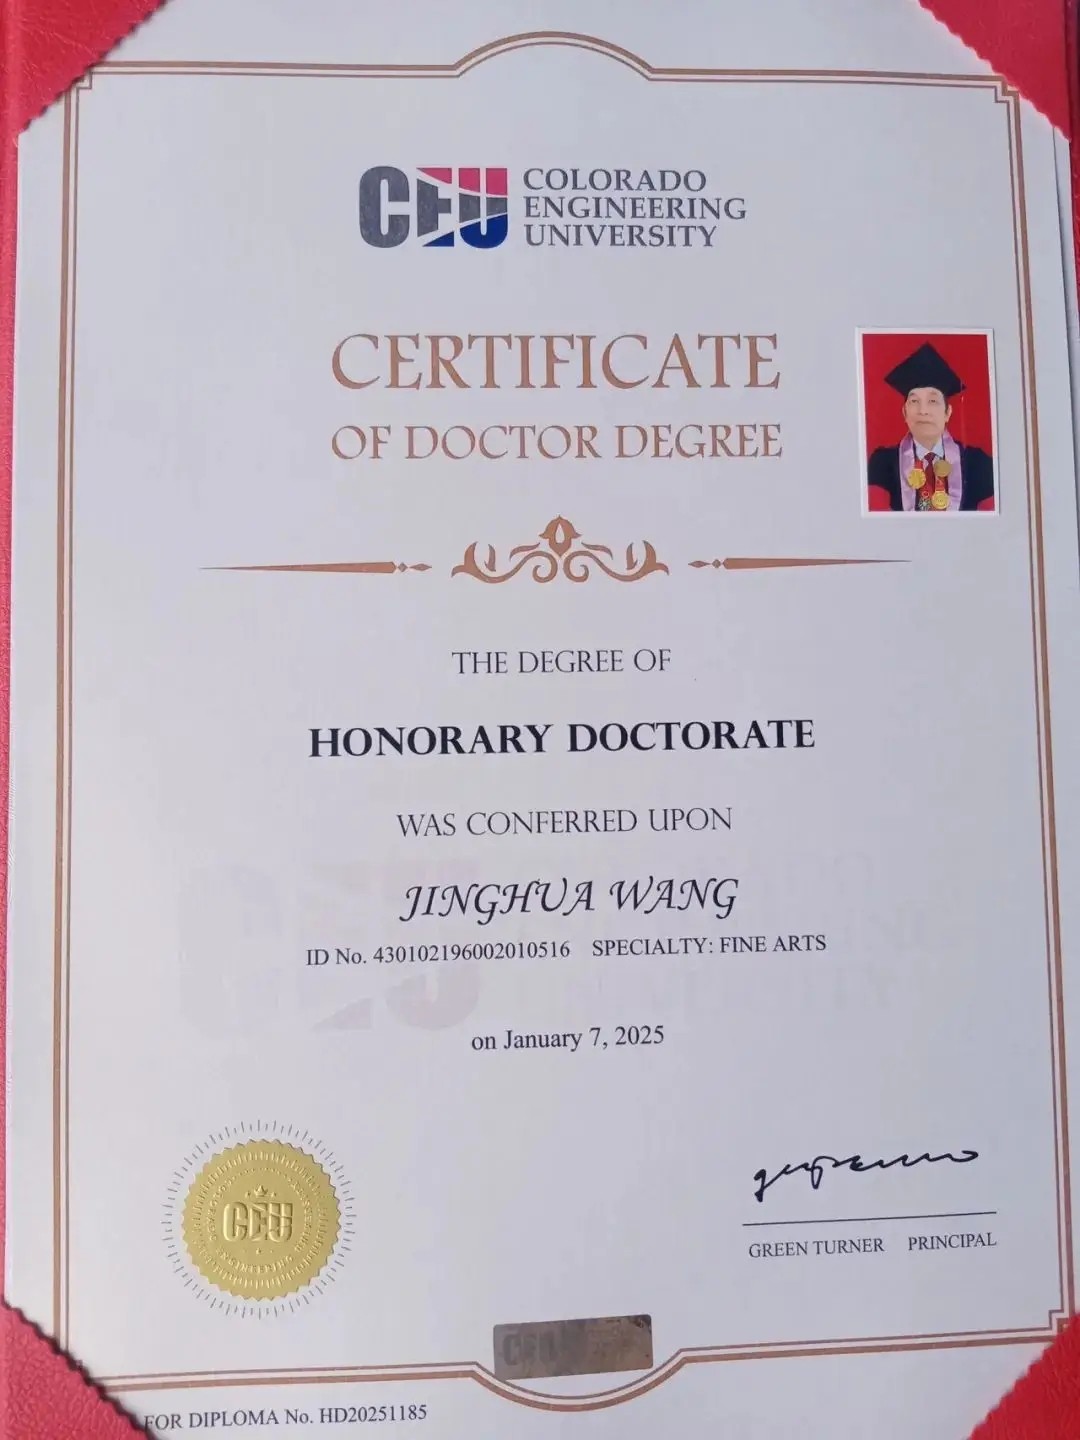 CEU
COLORADO
ENGINEERING
UNIVERSITY
CERTIFICATE
OF DOCTOR DEGREE
THE DEGREE OF
HONORARY DOCTORATE
WAS CONFERRED UPON
JINGHUA WANG
ID No. 430102196002010516 SPECIALTY: FINE ARTS
on January 7, 2025
CEU
GREEN TURNER PRINCIPAL
CEU
FOR DIPLOMA No. HD20251185